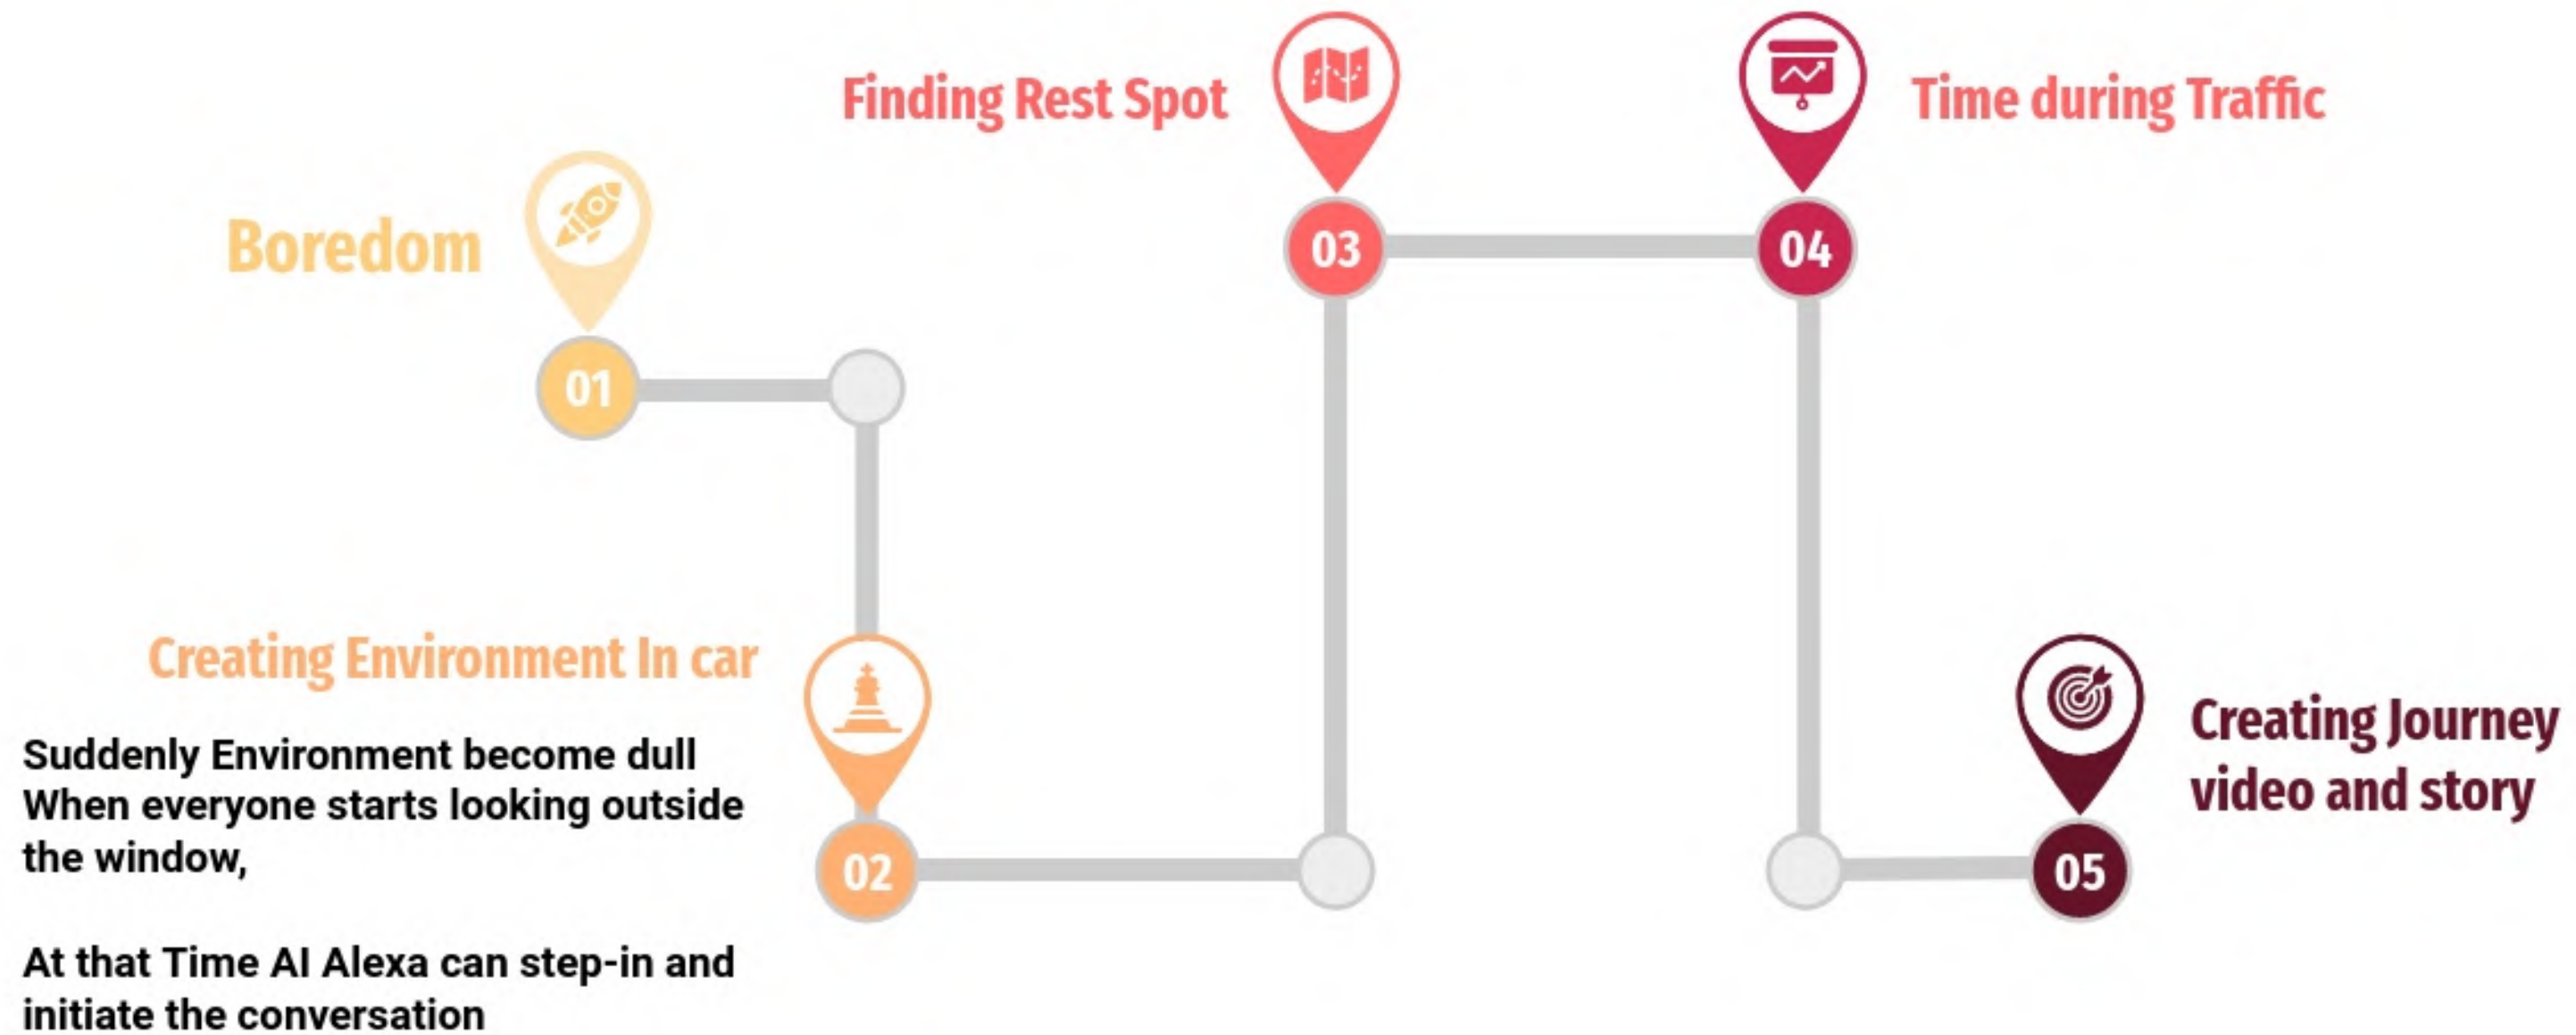 Boredom
01
Creating Environment In car
Suddenly Environment become dull
When everyone starts looking outside
the window,
At that Time AI Alexa can step-in and
initiate the conversation
02
Finding Rest Spot
03
Time during Traffic
04
Creating Journey
video and story
05